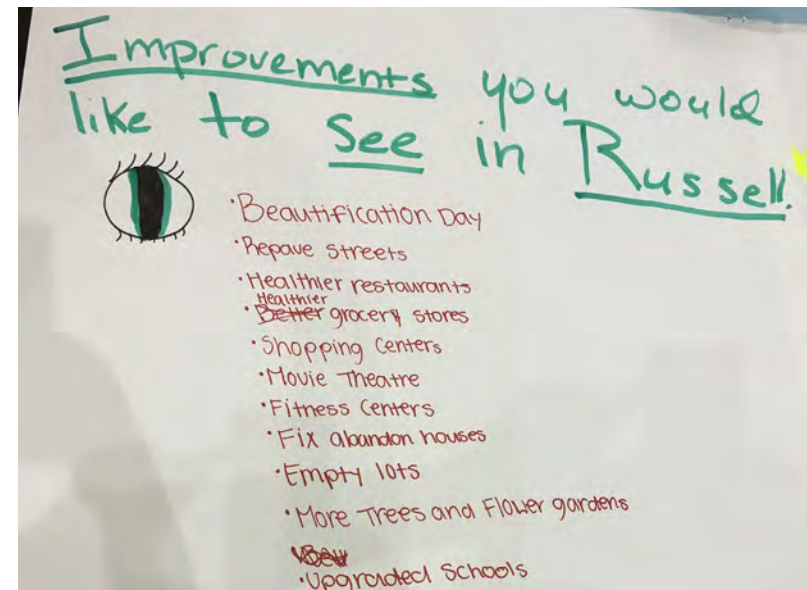 Improvements you would
like to See in Russell.
• Beautification Day
• Repave streets
• Healthier restaurants
Healthier
• Better grocery stores
• Shopping Centers
• Movie Theatre
• Fitness Centers
• Fix abandon houses
• Empty lots
• More Trees and Flower gardens
• Upgraded Schools